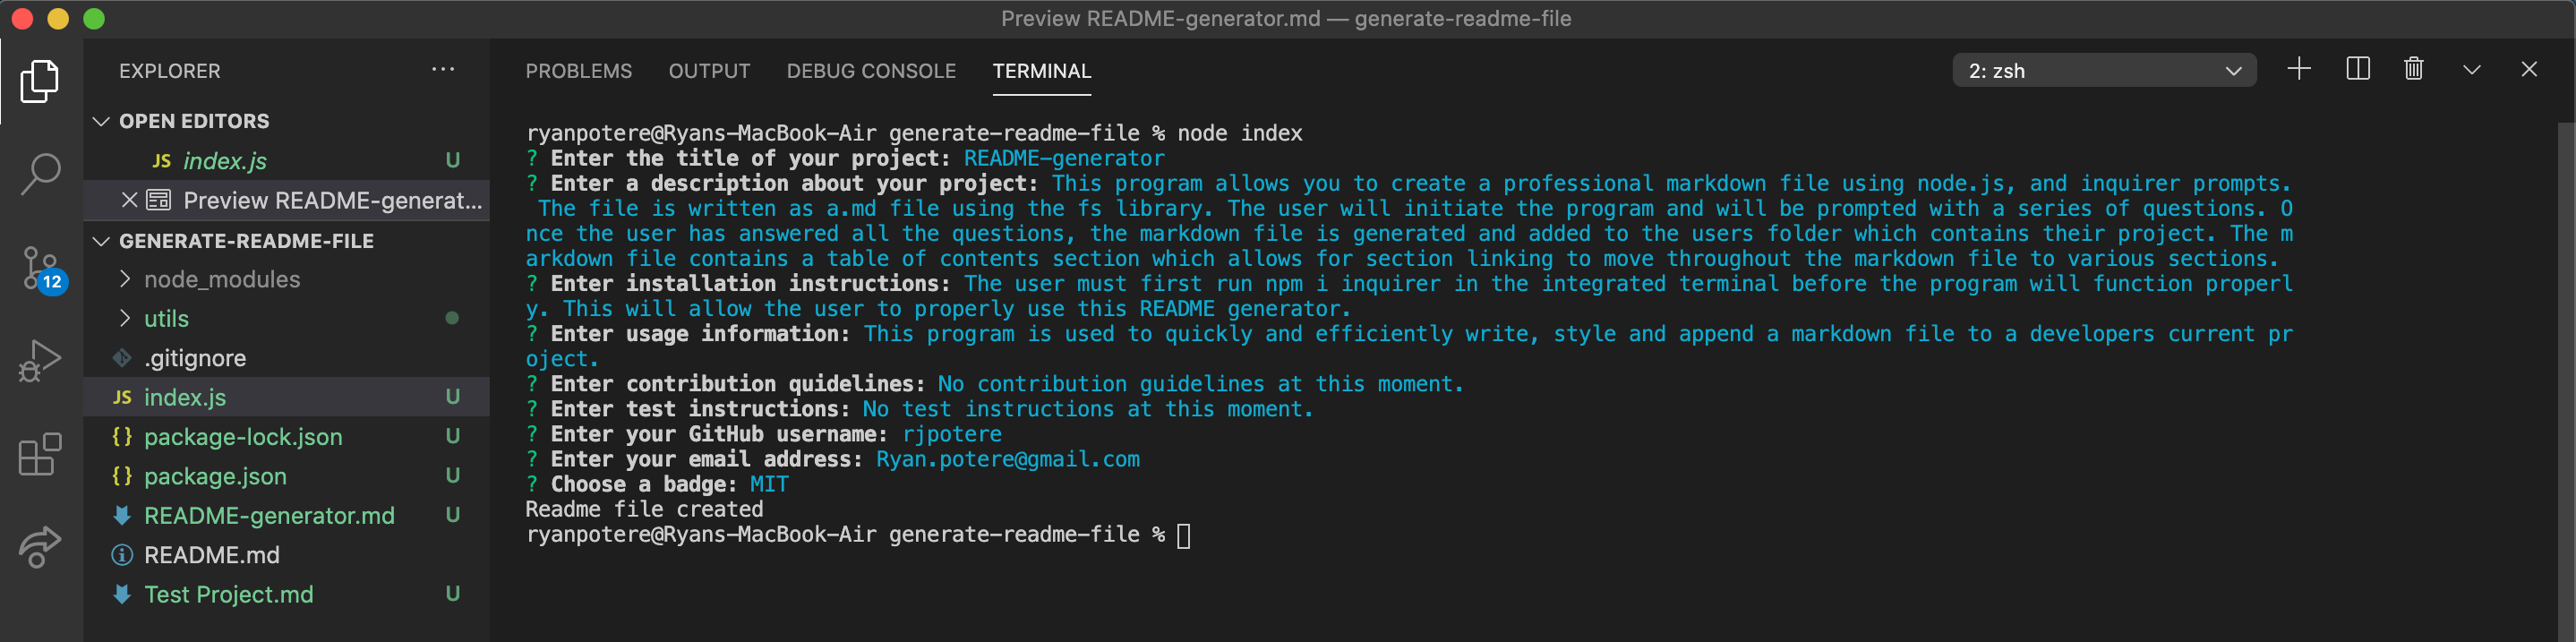 Preview README-generator.md — generate-readme-file
EXPLORER
OPEN EDITORS
JS index.js U
Preview README-generat...
GENERATE-README-FILE
node_modules
utils
.gitignore
JS index.js U
{} package-lock.json U
{} package.json U
README-generator.md U
README.md
Test Project.md U
12
PROBLEMS OUTPUT DEBUG CONSOLE TERMINAL 2: zsh
ryanpotere@Ryans-MacBook-Air generate-readme-file % node index
? Enter the title of your project: README-generator
? Enter a description about your project: This program allows you to create a professional markdown file using node.js, and inquirer prompts.
The file is written as a.md file using the fs library. The user will initiate the program and will be prompted with a series of questions. O
nce the user has answered all the questions, the markdown file is generated and added to the users folder which contains their project. The m
arkdown file contains a table of contents section which allows for section linking to move throughout the markdown file to various sections.
? Enter installation instructions: The user must first run npm i inquirer in the integrated terminal before the program will function properl
y. This will allow the user to properly use this README generator.
? Enter usage information: This program is used to quickly and efficiently write, style and append a markdown file to a developers current pr
oject.
? Enter contribution quidelines: No contribution guidelines at this moment.
? Enter test instructions: No test instructions at this moment.
? Enter your GitHub username: rjpotere
? Enter your email address: Ryan.potere@gmail.com
? Choose a badge: MIT
Readme file created
ryanpotere@Ryans-MacBook-Air generate-readme-file %